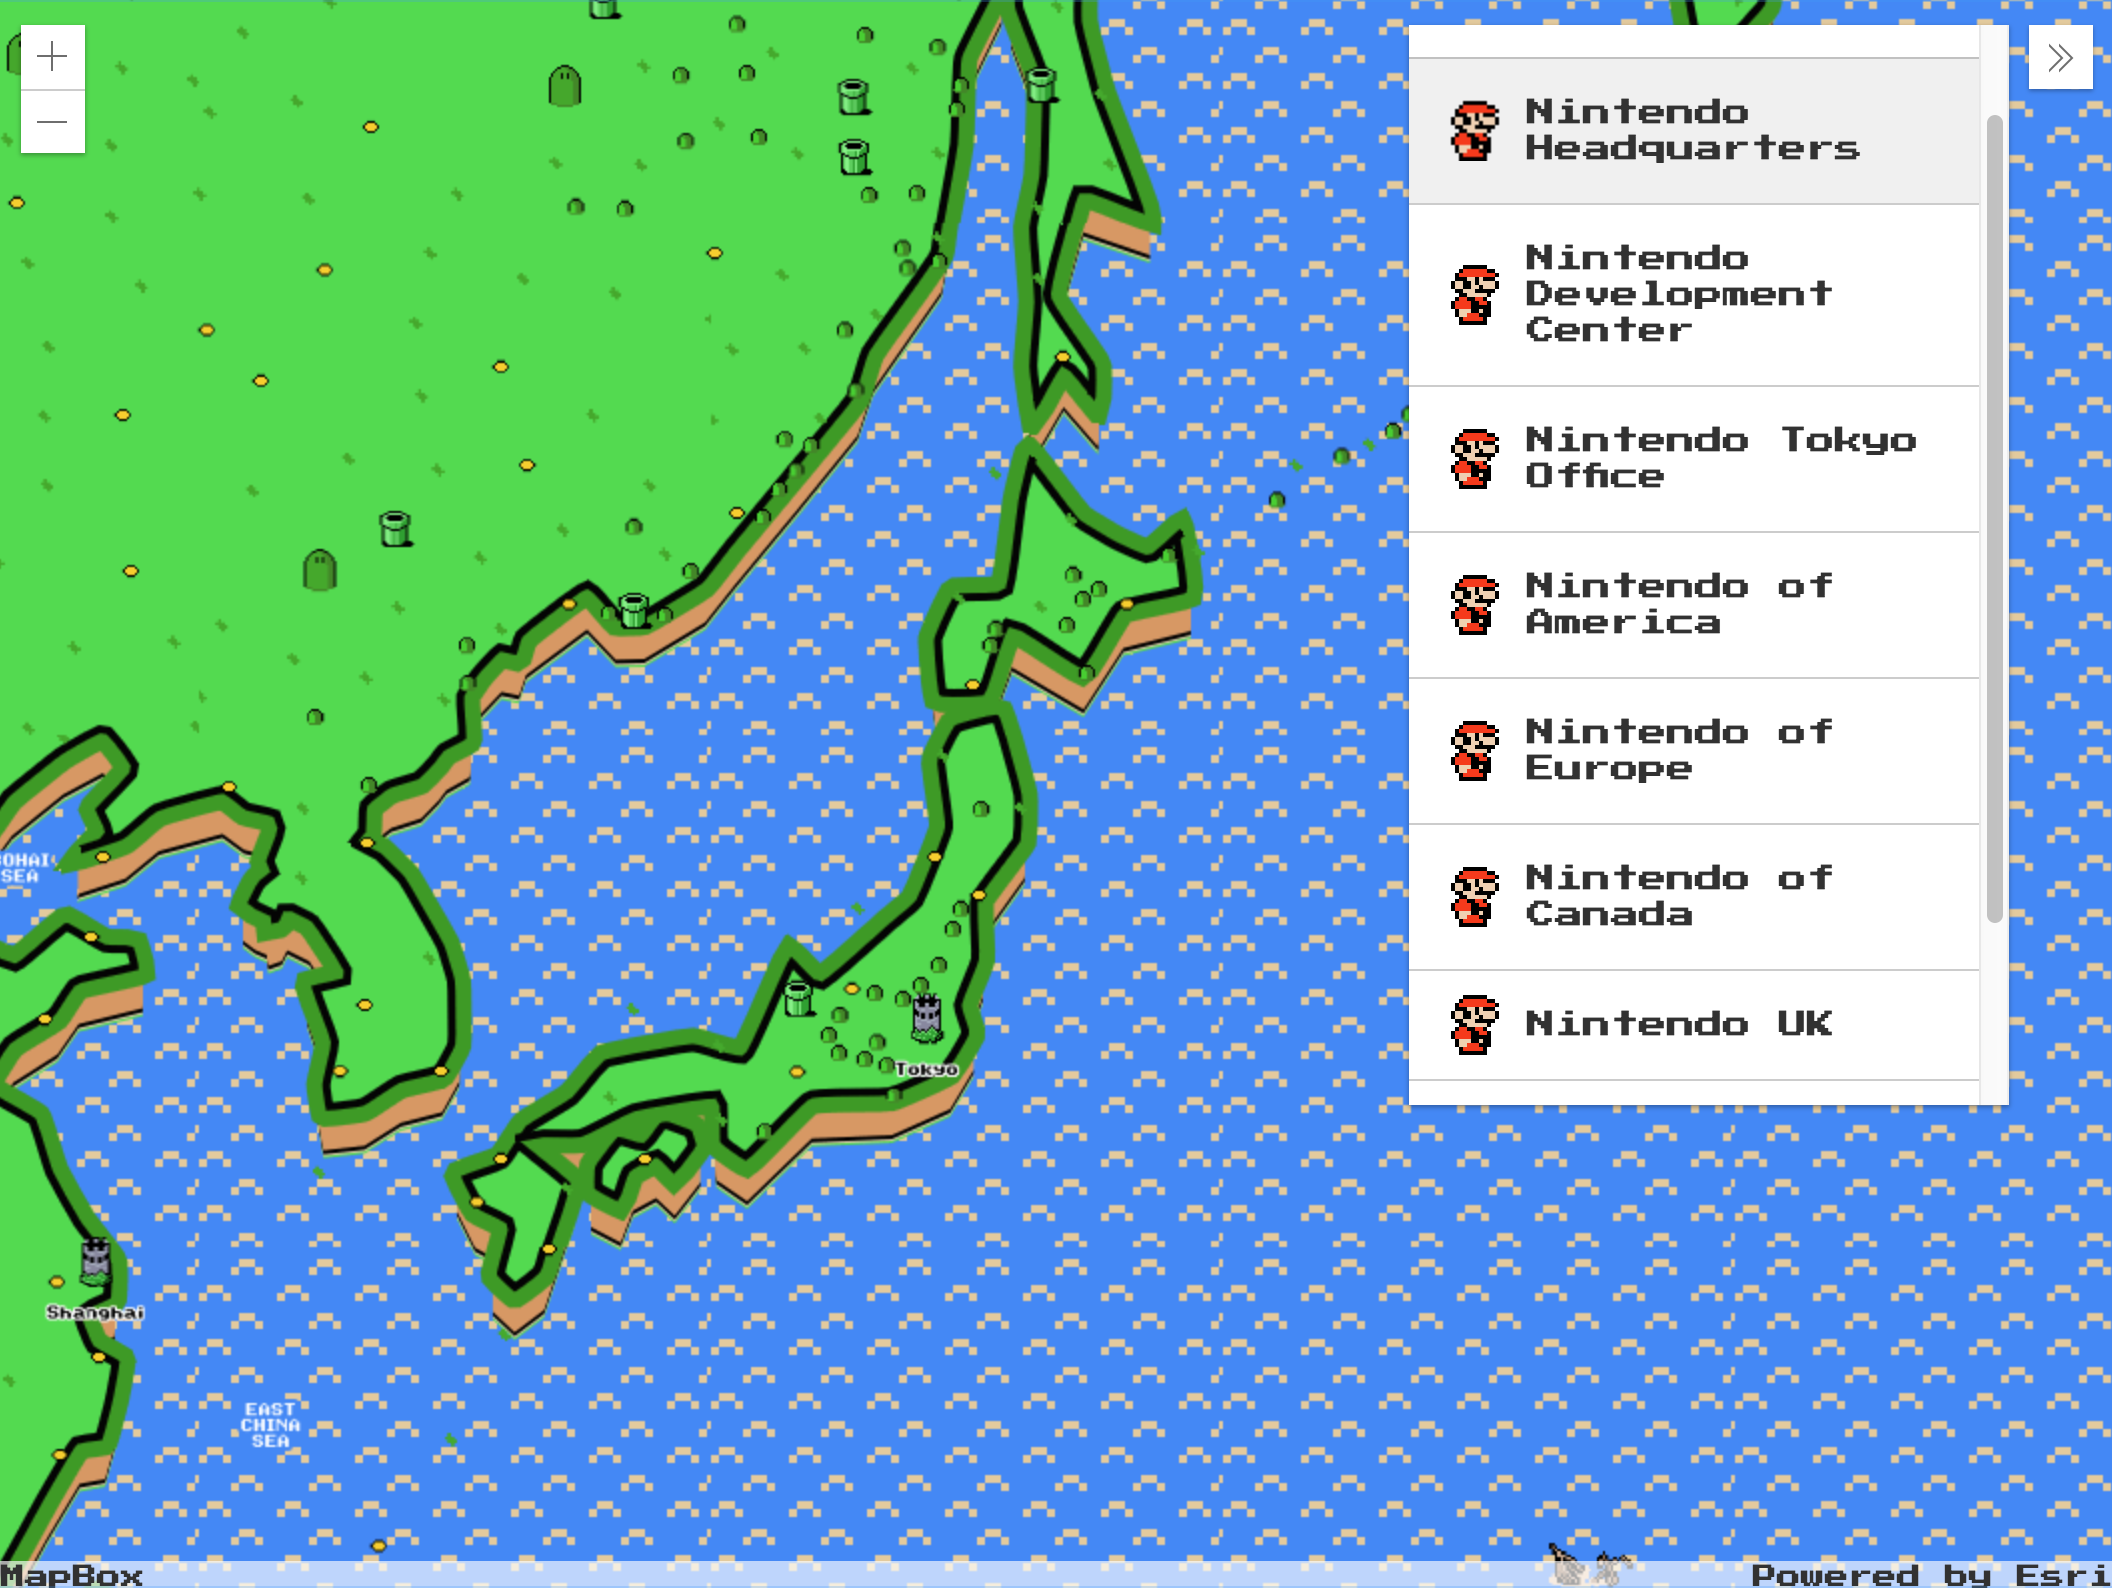 Nintendo
Headquarters
Nintendo
Development
Center
Nintendo Tokyo
Office
Nintendo of
America
Nintendo of
Europe
Nintendo of
Canada
Nintendo UK
SEA
Tokyo
Shanghai
EAST
CHINA
SEA
MapBox
Powered by Esri